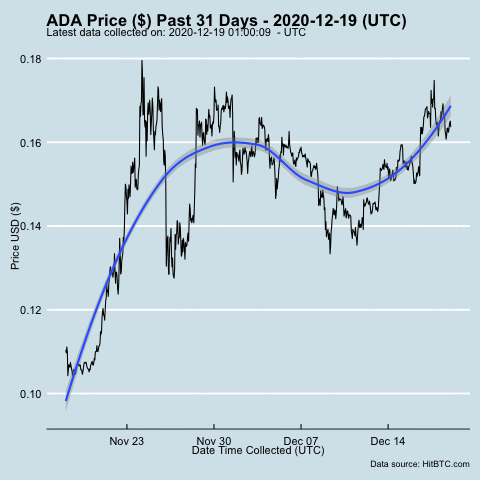 ADA Price ($) Past 31 Days - 2020-12-19 (UTC)
Latest data collected on: 2020-12-19 01:00:09 - UTC
0.18
0.16
0.14
0.12
0.10
Price USD ($)
Nov 23 Nov 30 Dec 07 Dec 14
Date Time Collected (UTC)
Data source: HitBTC.com